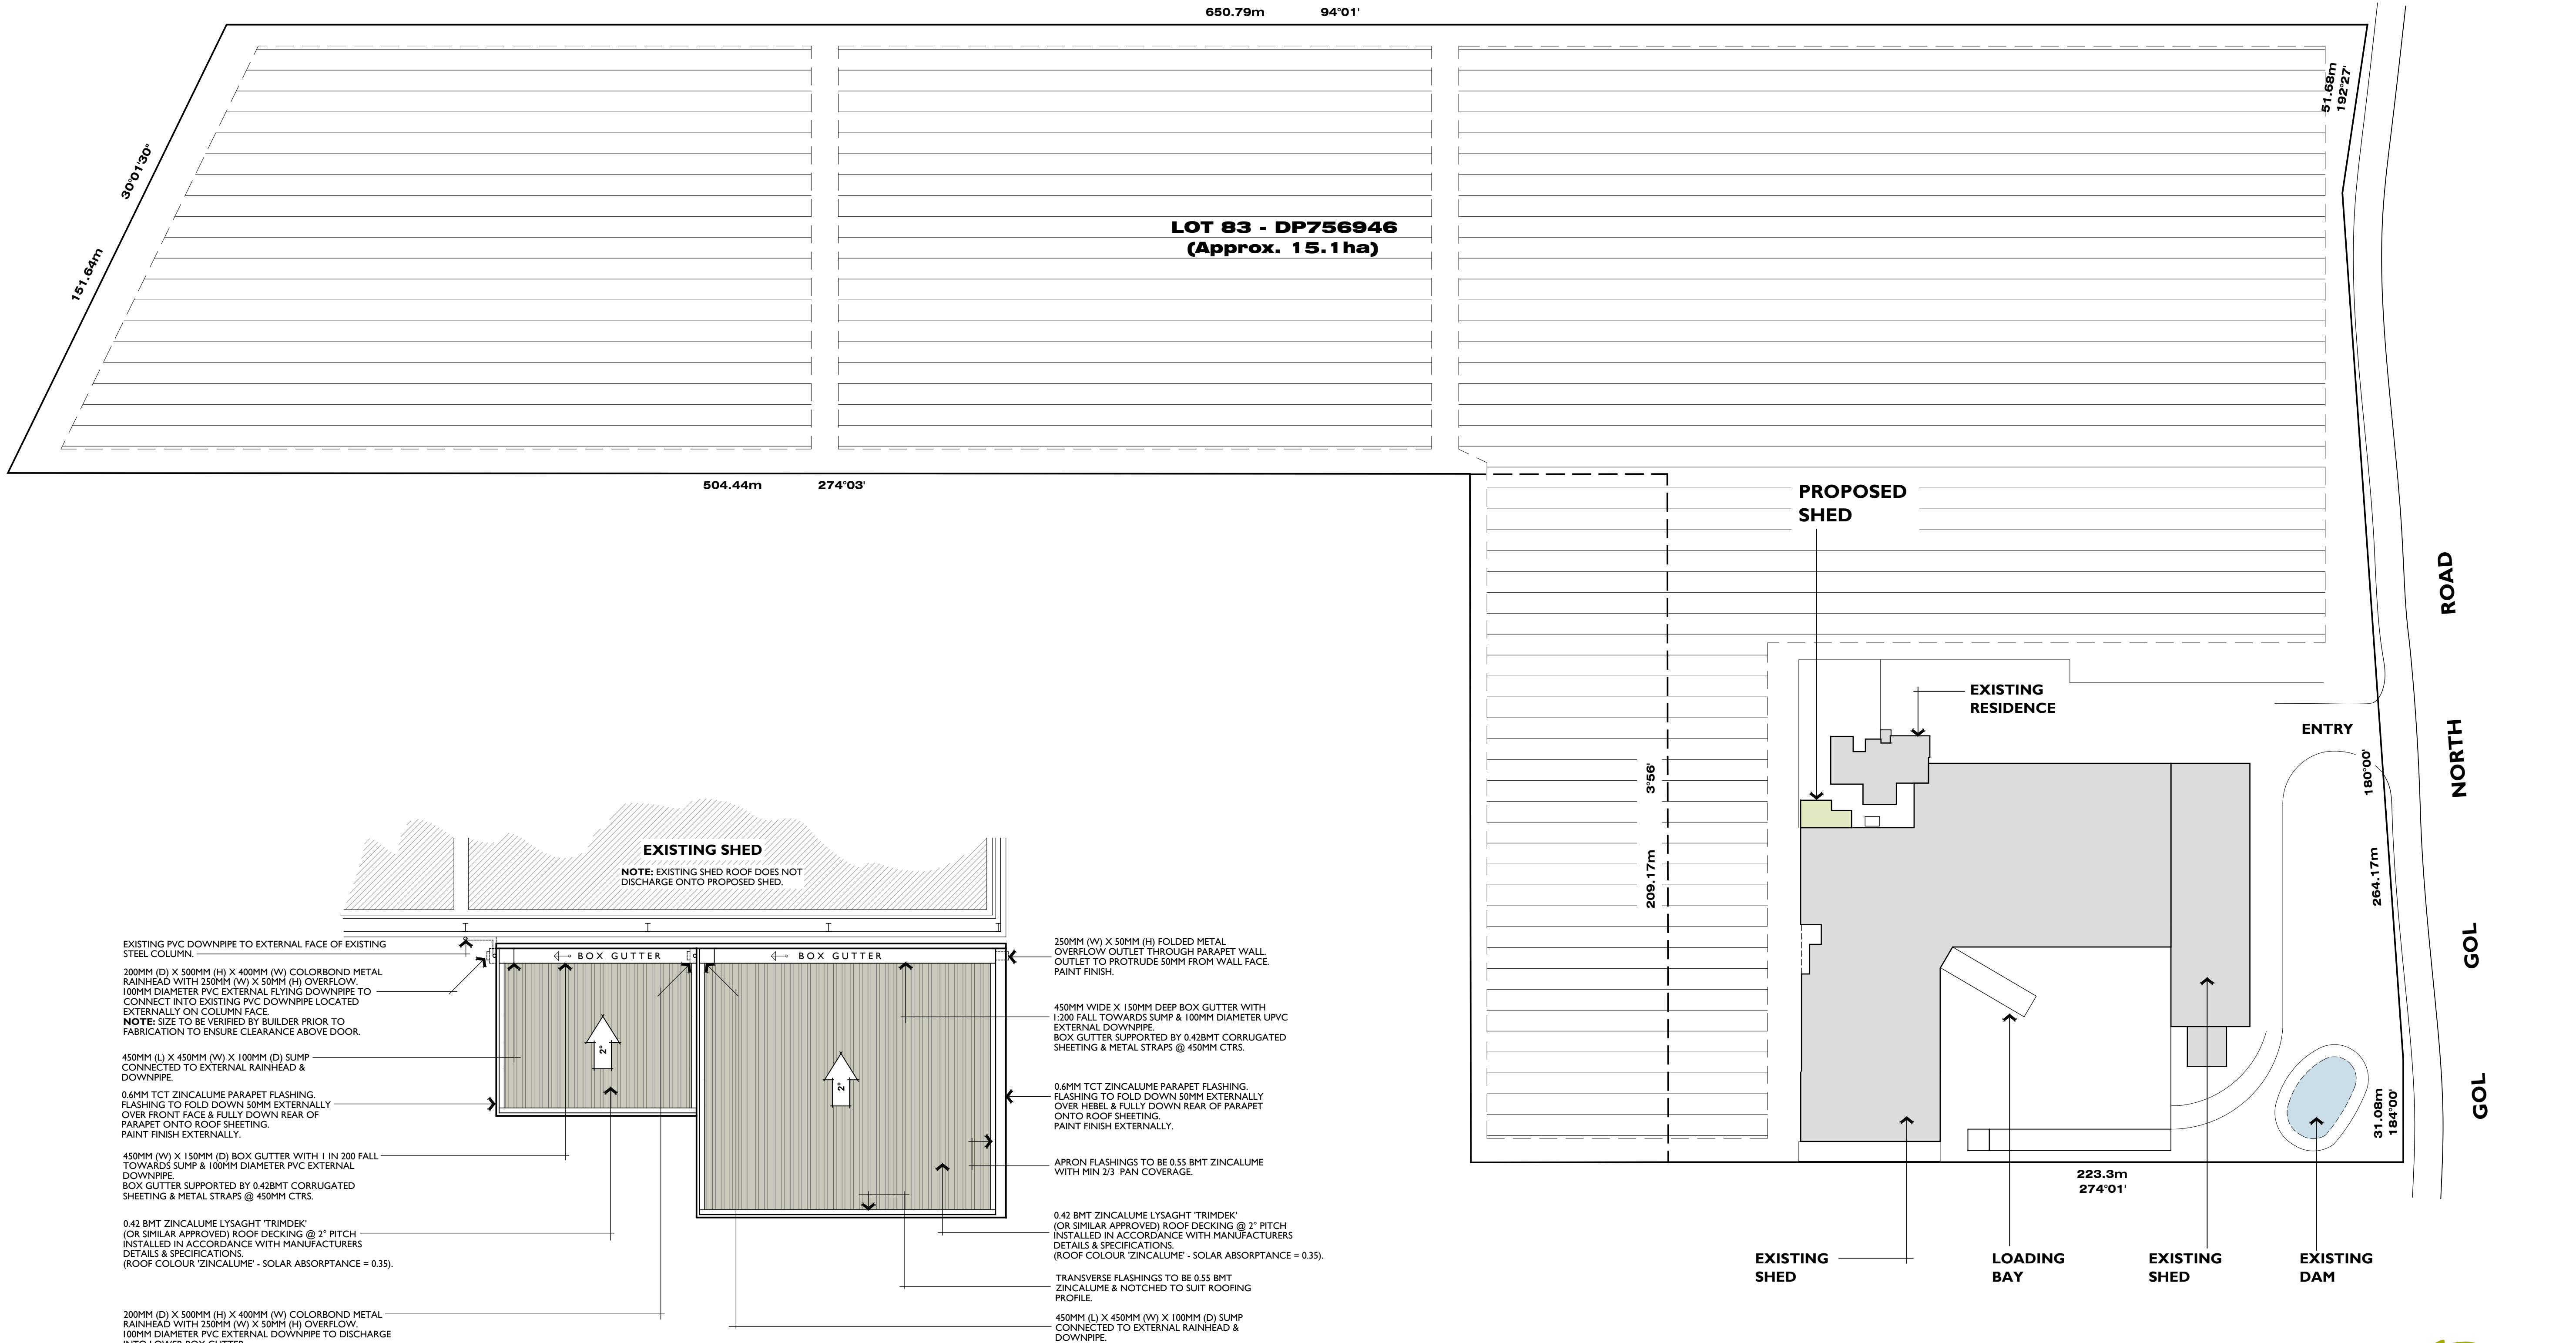 650.79m 94°01'
51.68m
192°27'
30°01'30"
151.64m
LOT 83 - DP756946
(Approx. 15.1ha)
504.44m 274°03'
PROPOSED
SHED
EXISTING
RESIDENCE
ENTRY
ROAD
NORTH
GOL
GOL
3°56'
209.17m
180°00'
264.17m
31.08m
184°00'
223.3m
274°01'
EXISTING
SHED
LOADING
BAY
EXISTING
SHED
EXISTING
DAM
EXISTING SHED
NOTE: EXISTING SHED ROOF DOES NOT
DISCHARGE ONTO PROPOSED SHED.
BOX GUTTER
BOX GUTTER
2°
2°
EXISTING PVC DOWNPIPE TO EXTERNAL FACE OF EXISTING
STEEL COLUMN.
200MM (D) X 500MM (H) X 400MM (W) COLORBOND METAL
RAINHEAD WITH 250MM (W) X 50MM (H) OVERFLOW.
100MM DIAMETER PVC EXTERNAL FLYING DOWNPIPE TO
CONNECT INTO EXISTING PVC DOWNPIPE LOCATED
EXTERNALLY ON COLUMN FACE.
NOTE: SIZE TO BE VERIFIED BY BUILDER PRIOR TO
FABRICATION TO ENSURE CLEARANCE ABOVE DOOR.
450MM (L) X 450MM (W) X 100MM (D) SUMP
CONNECTED TO EXTERNAL RAINHEAD &
DOWNPIPE.
0.6MM TCT ZINCALUME PARAPET FLASHING.
FLASHING TO FOLD DOWN 50MM EXTERNALLY
OVER FRONT FACE & FULLY DOWN REAR OF
PARAPET ONTO ROOF SHEETING.
PAINT FINISH EXTERNALLY.
450MM (W) X 150MM (D) BOX GUTTER WITH 1 IN 200 FALL
TOWARDS SUMP & 100MM DIAMETER PVC EXTERNAL
DOWNPIPE.
BOX GUTTER SUPPORTED BY 0.42BMT CORRUGATED
SHEETING & METAL STRAPS @ 450MM CTRS.
0.42 BMT ZINCALUME LYSAGHT 'TRIMDEK'
(OR SIMILAR APPROVED) ROOF DECKING @ 2° PITCH
INSTALLED IN ACCORDANCE WITH MANUFACTURERS
DETAILS & SPECIFICATIONS.
(ROOF COLOUR 'ZINCALUME' - SOLAR ABSORPTANCE = 0.35).
200MM (D) X 500MM (H) X 400MM (W) COLORBOND METAL
RAINHEAD WITH 250MM (W) X 50MM (H) OVERFLOW.
100MM DIAMETER PVC EXTERNAL DOWNPIPE TO DISCHARGE
INTO LOWER BOX GUTTER
250MM (W) X 50MM (H) FOLDED METAL
OVERFLOW OUTLET THROUGH PARAPET WALL.
OUTLET TO PROTRUDE 50MM FROM WALL FACE.
PAINT FINISH.
450MM WIDE X 150MM DEEP BOX GUTTER WITH
1:200 FALL TOWARDS SUMP & 100MM DIAMETER UPVC
EXTERNAL DOWNPIPE.
BOX GUTTER SUPPORTED BY 0.42BMT CORRUGATED
SHEETING & METAL STRAPS @ 450MM CTRS.
0.6MM TCT ZINCALUME PARAPET FLASHING.
FLASHING TO FOLD DOWN 50MM EXTERNALLY
OVER HEBEL & FULLY DOWN REAR OF PARAPET
ONTO ROOF SHEETING.
PAINT FINISH EXTERNALLY.
APRON FLASHINGS TO BE 0.55 BMT ZINCALUME
WITH MIN 2/3 PAN COVERAGE.
0.42 BMT ZINCALUME LYSAGHT 'TRIMDEK'
(OR SIMILAR APPROVED) ROOF DECKING @ 2° PITCH
INSTALLED IN ACCORDANCE WITH MANUFACTURERS
DETAILS & SPECIFICATIONS.
(ROOF COLOUR 'ZINCALUME' - SOLAR ABSORPTANCE = 0.35).
TRANSVERSE FLASHINGS TO BE 0.55 BMT
ZINCALUME & NOTCHED TO SUIT ROOFING
PROFILE.
450MM (L) X 450MM (W) X 100MM (D) SUMP
CONNECTED TO EXTERNAL RAINHEAD &
DOWNPIPE.